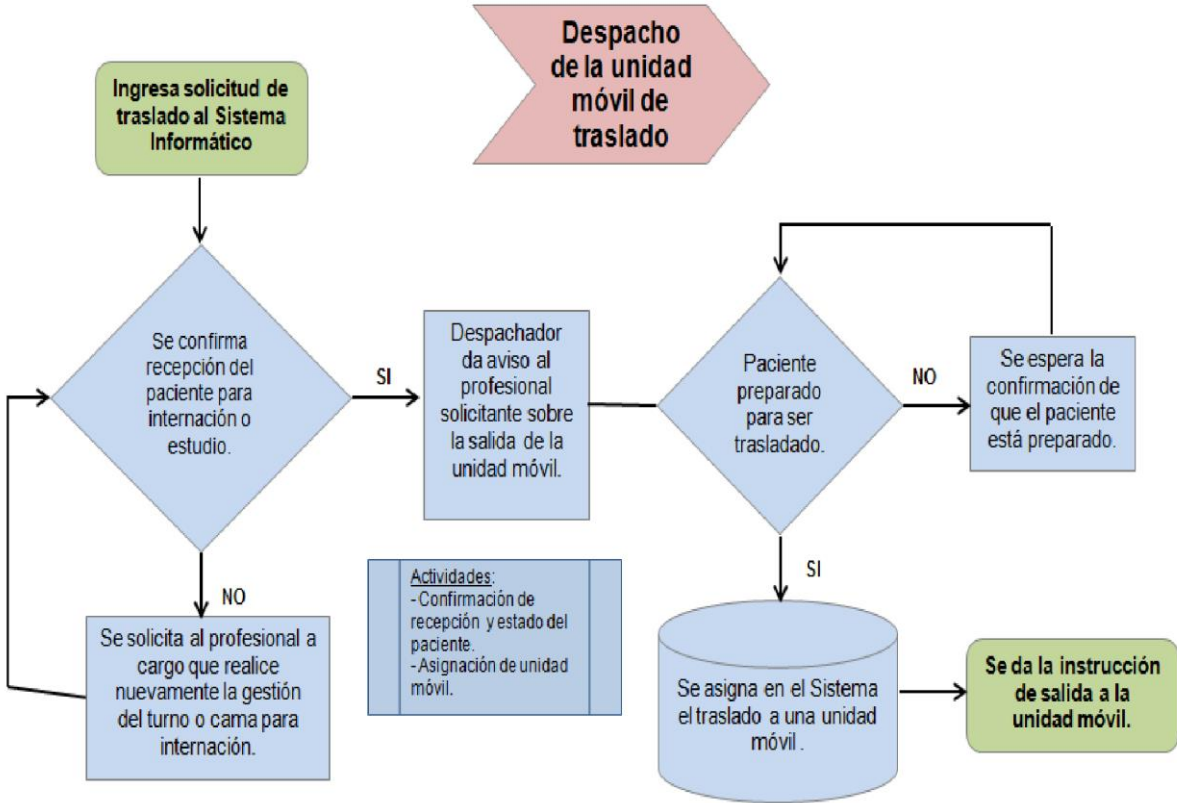 Despacho
de la unidad
móvil de
traslado
Ingresa solicitud de
traslado al Sistema
Informático
Se confirma
recepción del
paciente para
internación o
estudio.
SI
Despachador
da aviso al
profesional
solicitante sobre
la salida de la
unidad móvil.
Paciente
preparado
para ser
trasladado.
NO
Se espera la
confirmación de
que el paciente
está preparado.
NO
Se solicita al profesional a
cargo que realice
nuevamente la gestión
del turno o cama para
internación.
Actividades:
- Confirmación de
recepción y estado del
paciente.
- Asignación de unidad
móvil.
SI
Se asigna en el Sistema
el traslado a una unidad
móvil .
Se da la instrucción
de salida a la
unidad móvil.